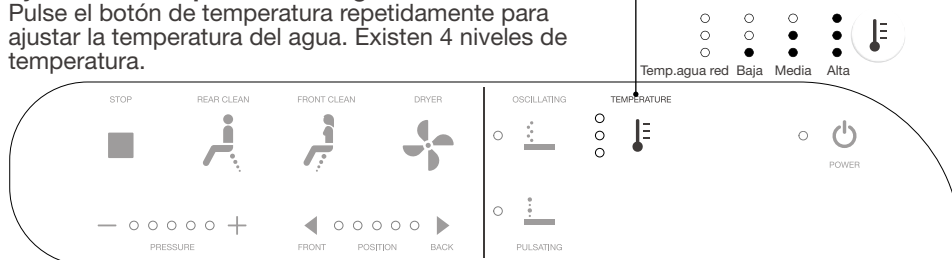 Pulse el botón de temperatura repetidamente para
ajustar la temperatura del agua. Existen 4 niveles de
temperatura.
Temp.agua red Baja Media Alta
STOP REAR CLEAN FRONT CLEAN DRYER OSCILLATING TEMPERATURE
POWER
PRESSURE FRONT POSITION BACK PULSATING